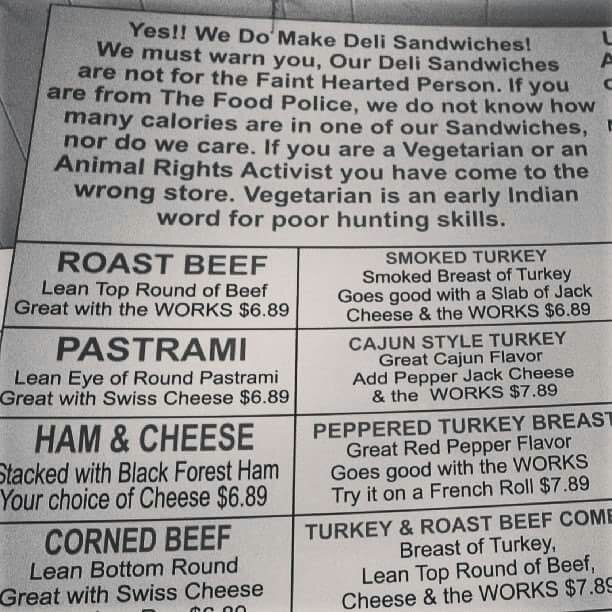 Yes!! We Do Make Deli Sandwiches!
We must warn you, Our Deli Sandwiches
are not for the Faint Hearted Person. If you
are from The Food Police, we do not know how
many calories are in one of our Sandwiches,
nor do we care. If you are a Vegetarian or an
Animal Rights Activist you have come to the
wrong store. Vegetarian is an early Indian
word for poor hunting skills.
ROAST BEEF
Lean Top Round of Beef
Great with the WORKS $6.89
PASTRAMI
Lean Eye of Round Pastrami
Great with Swiss Cheese $6.89
HAM & CHEESE
Stacked with Black Forest Ham
Your choice of Cheese $6.89
CORNED BEEF
Lean Bottom Round
Great with Swiss Cheese
SMOKED TURKEY
Smoked Breast of Turkey
Goes good with a Slab of Jack
Cheese & the WORKS $6.89
CAJUN STYLE TURKEY
Great Cajun Flavor
Add Pepper Jack Cheese
& the WORKS $7.89
PEPPERED TURKEY BREAST
Great Red Pepper Flavor
Goes good with the WORKS
Try it on a French Roll $7.89
TURKEY & ROAST BEEF
Breast of Turkey,
Lean Top Round of Beef,
Cheese & the WORKS $7.89